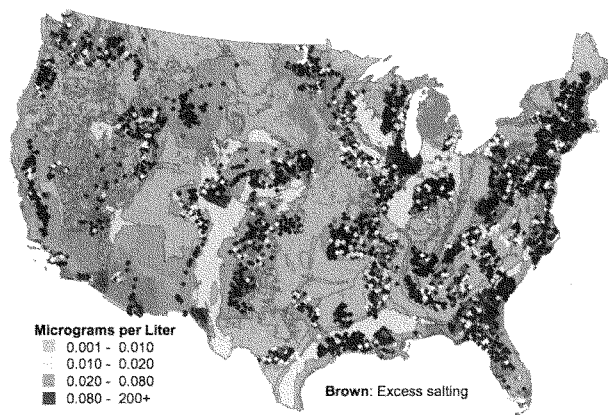 Micrograms per Liter
0.001 - 0.010
0.010 - 0.020
0.020 - 0.080
0.080 - 200+
Brown: Excess salting